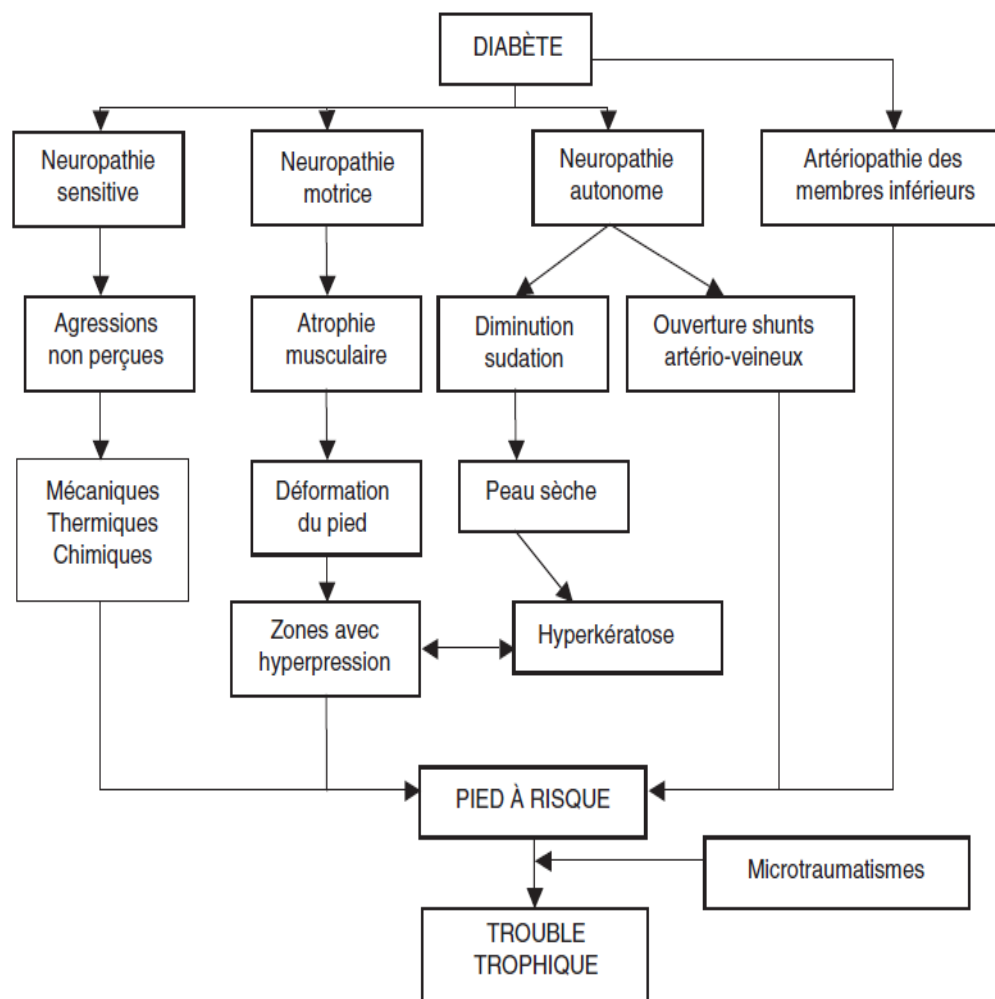 DIABÈTE
Neuropathie
sensitive
Neuropathie
motrice
Neuropathie
autonome
Artériopathie des
membres inférieurs
Agressions
non perçues
Atrophie
musculaire
Diminution
sudation
Ouverture shunts
artério-veineux
Mécaniques
Thermiques
Chimiques
Déformation
du pied
Peau sèche
Zones avec
hyperpression
Hyperkératose
PIED À RISQUE
Microtraumatismes
TROUBLE
TROPHIQUE